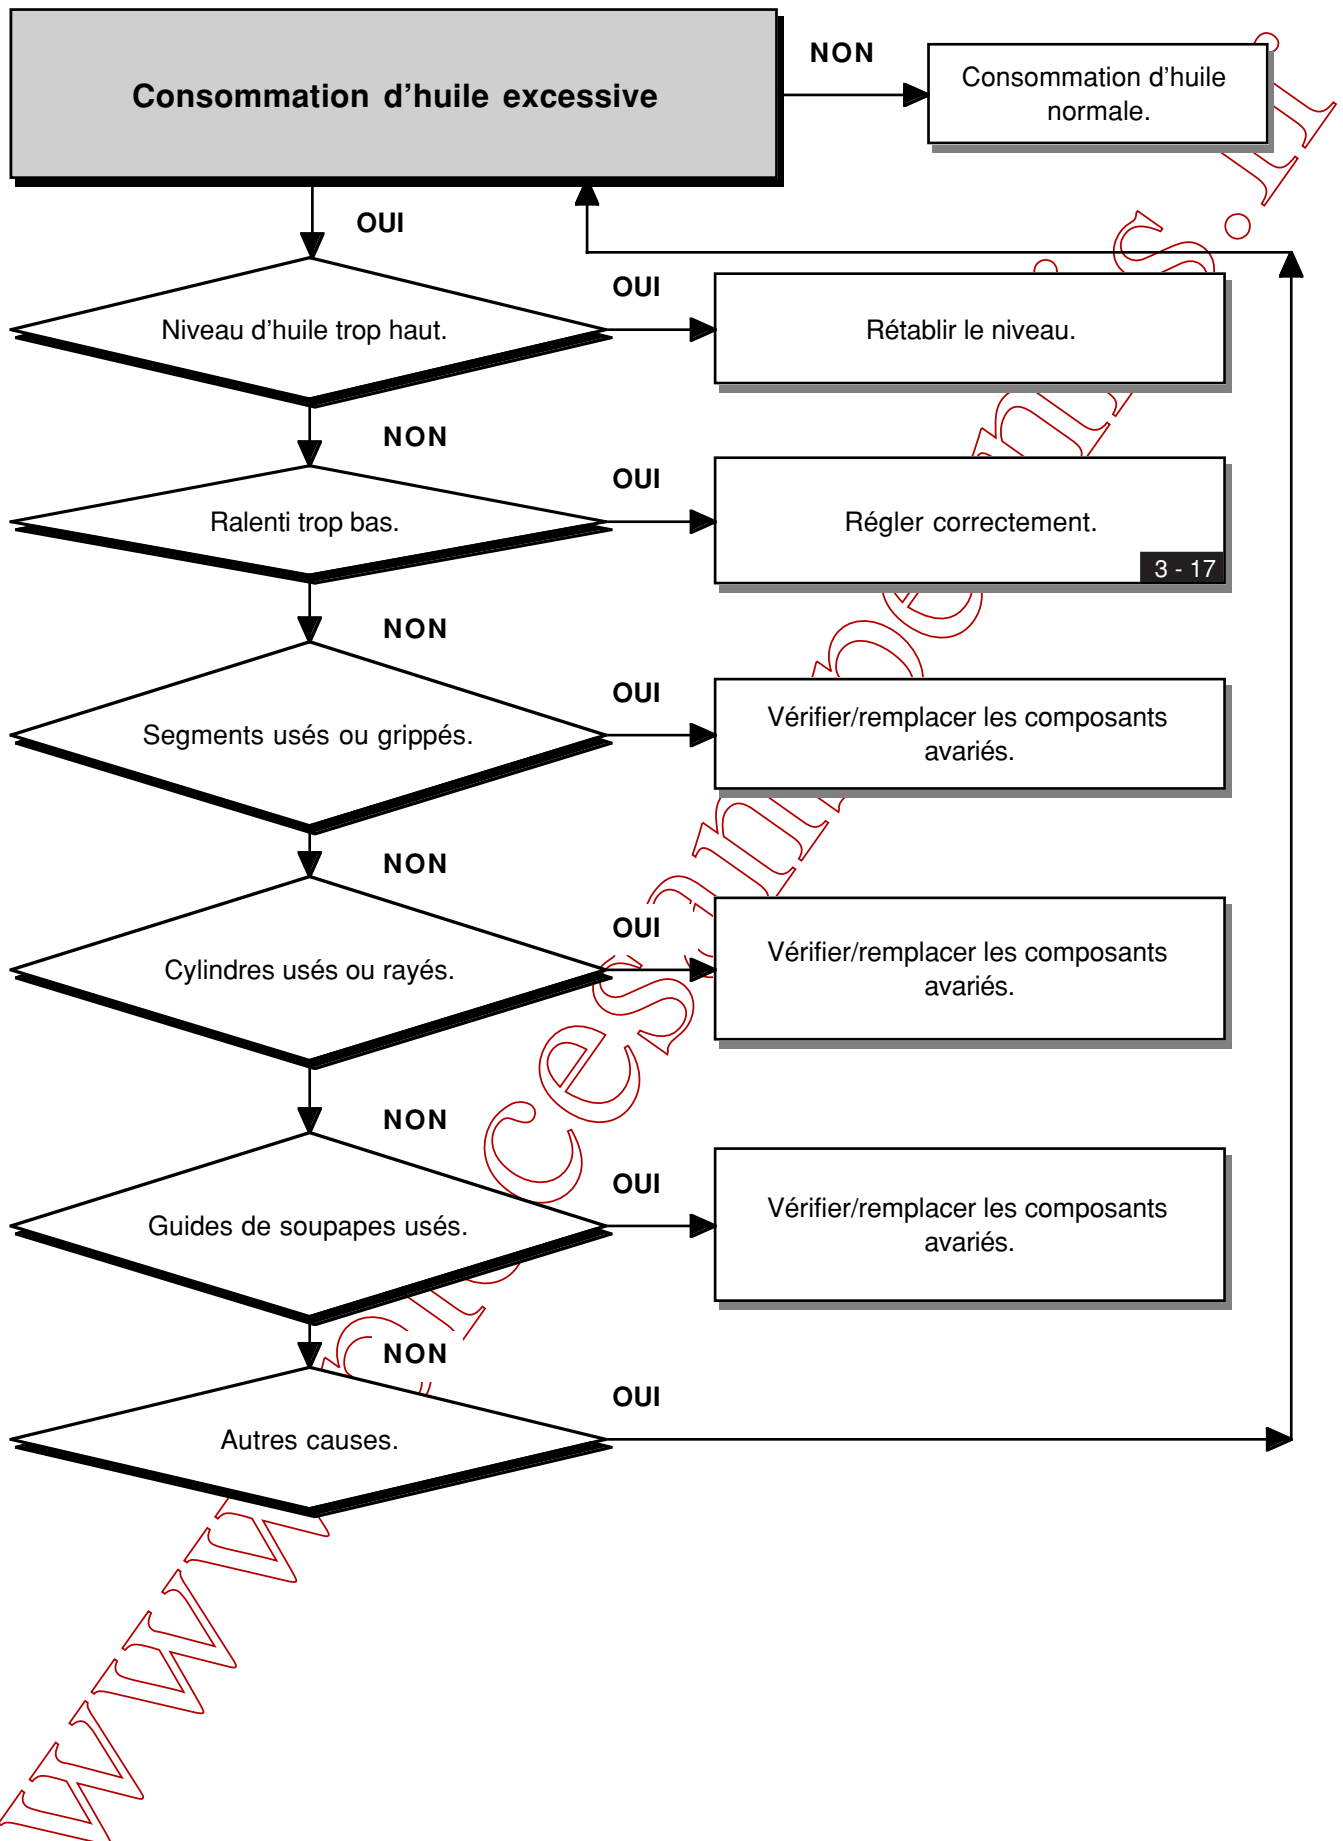 Consommation d'huile excessive
NON
Consommation d'huile
normale.
OUI
Niveau d'huile trop haut.
OUI
Rétablir le niveau.
NON
Ralenti trop bas.
OUI
Régler correctement.
3 - 17
NON
Segments usés ou grippés.
OUI
Vérifier/remplacer les composants
avariés.
NON
Cylindres usés ou rayés.
OUI
Vérifier/remplacer les composants
avariés.
NON
Guides de soupapes usés.
OUI
Vérifier/remplacer les composants
avariés.
NON
Autres causes.
OUI